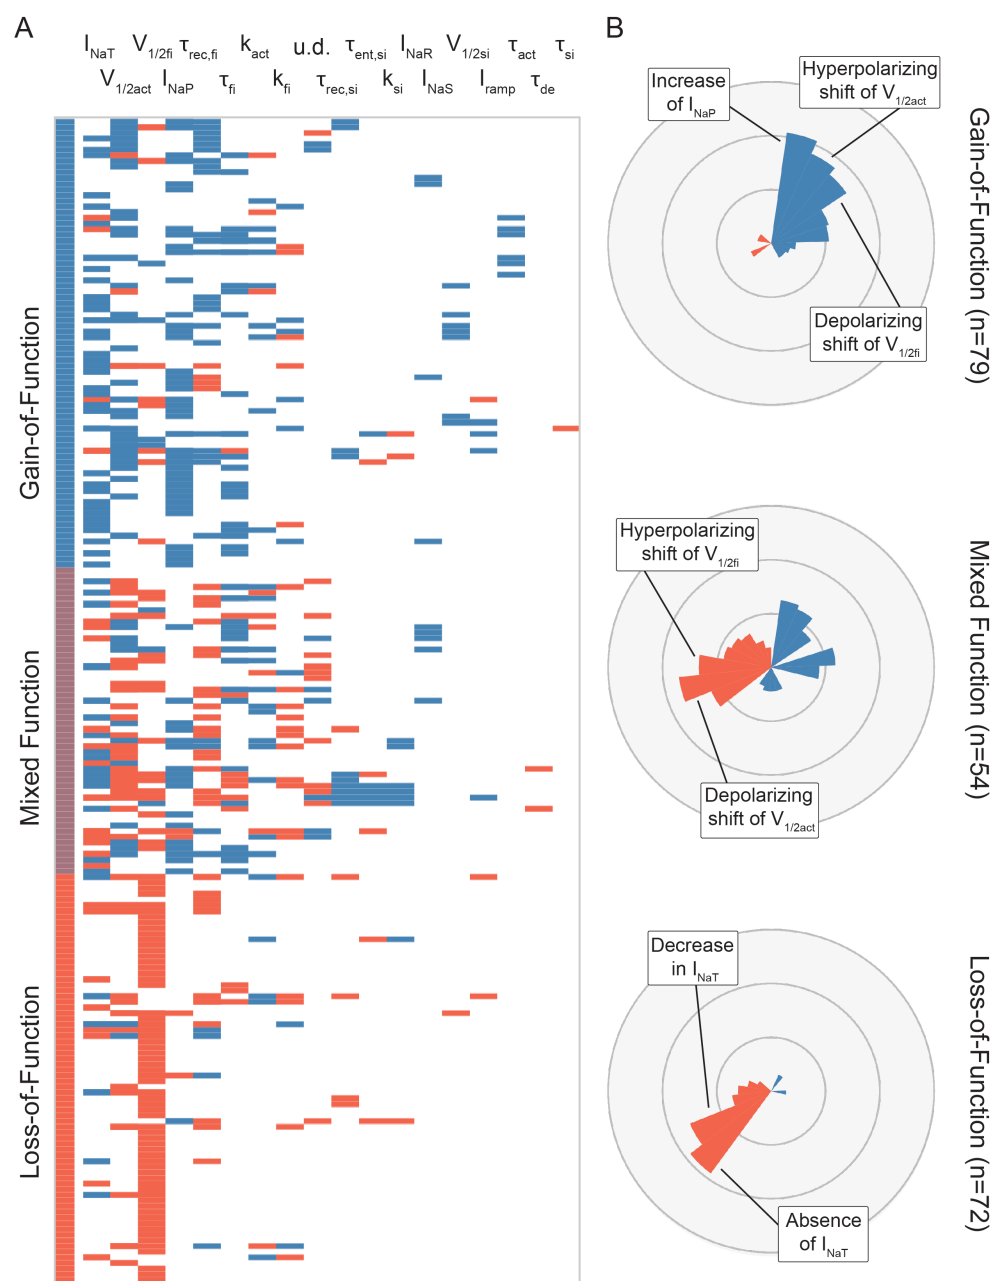 A
I_NaT V_1/2fi τ_rec,fi k_act u.d. τ_ent,si I_NaR V_1/2si τ_act τ_si
V_1/2act I_NaP τ_fi k_fi τ_rec,si k_si I_NaS I_ramp τ_de
Gain-of-Function
Mixed Function
Loss-of-Function
B
Increase
of I_NaP
Hyperpolarizing
shift of V_1/2act
Depolarizing
shift of V_1/2fi
Gain-of-Function (n=79)
Hyperpolarizing
shift of V_1/2fi
Depolarizing
shift of V_1/2act
Mixed Function (n=54)
Decrease
in I_NaT
Absence
of I_NaT
Loss-of-Function (n=72)